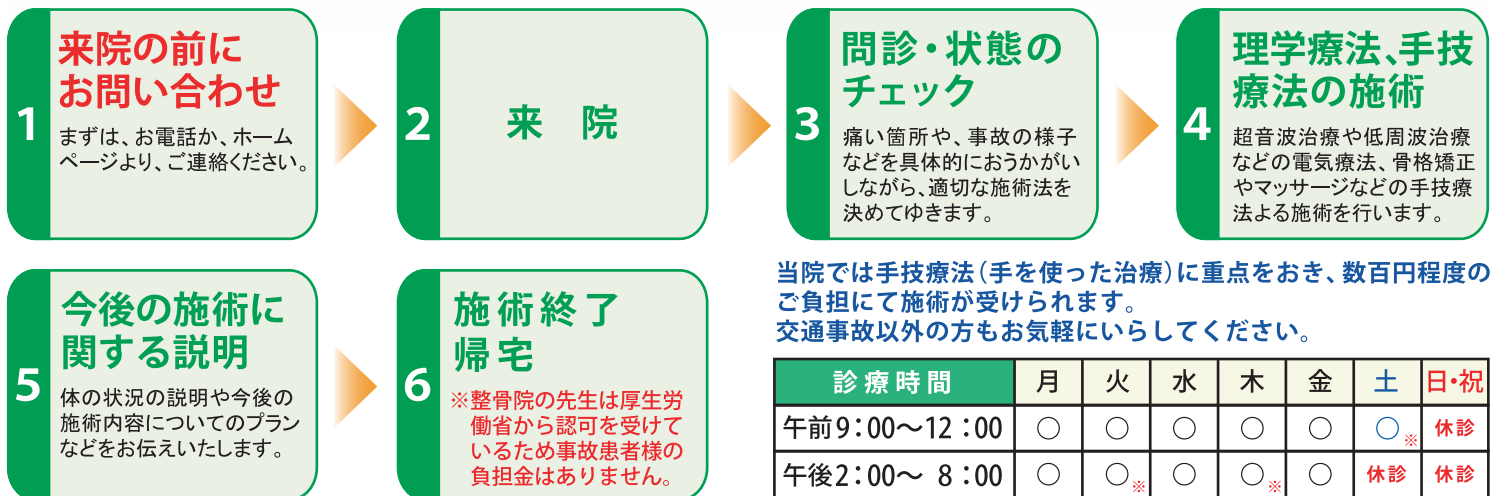 1
来院の前に
お問い合わせ
まずは、お電話か、ホーム
ページより、ご連絡ください。
2
来 院
3
問診・状態の
チェック
痛い箇所や、事故の様子
などを具体的におうかがい
しながら、適切な施術法を
決めてゆきます。
4
理学療法、手技
療法の施術
超音波治療や低周波治療
などの電気療法、骨格矯正
やマッサージなどの手技療
法よる施術を行います。
5
今後の施術に
関する説明
体の状況の説明や今後の
施術内容についてのプラン
などをお伝えいたします。
6
施術終了
帰宅
※整骨院の先生は厚生労
働省から認可を受けて
いるため事故患者様の
負担金はありません。
当院では手技療法(手を使った治療)に重点をおき、数百円程度の
ご負担にて施術が受けられます。
交通事故以外の方もお気軽にいらしてください。
診療時間 月 火 水 木 金 土 日・祝
午前9:00〜12:00 ○ ○ ○ ○ ○ ○※ 休診
午後2:00〜 8:00 ○ ○※ ○ ○※ ○ 休診 休診